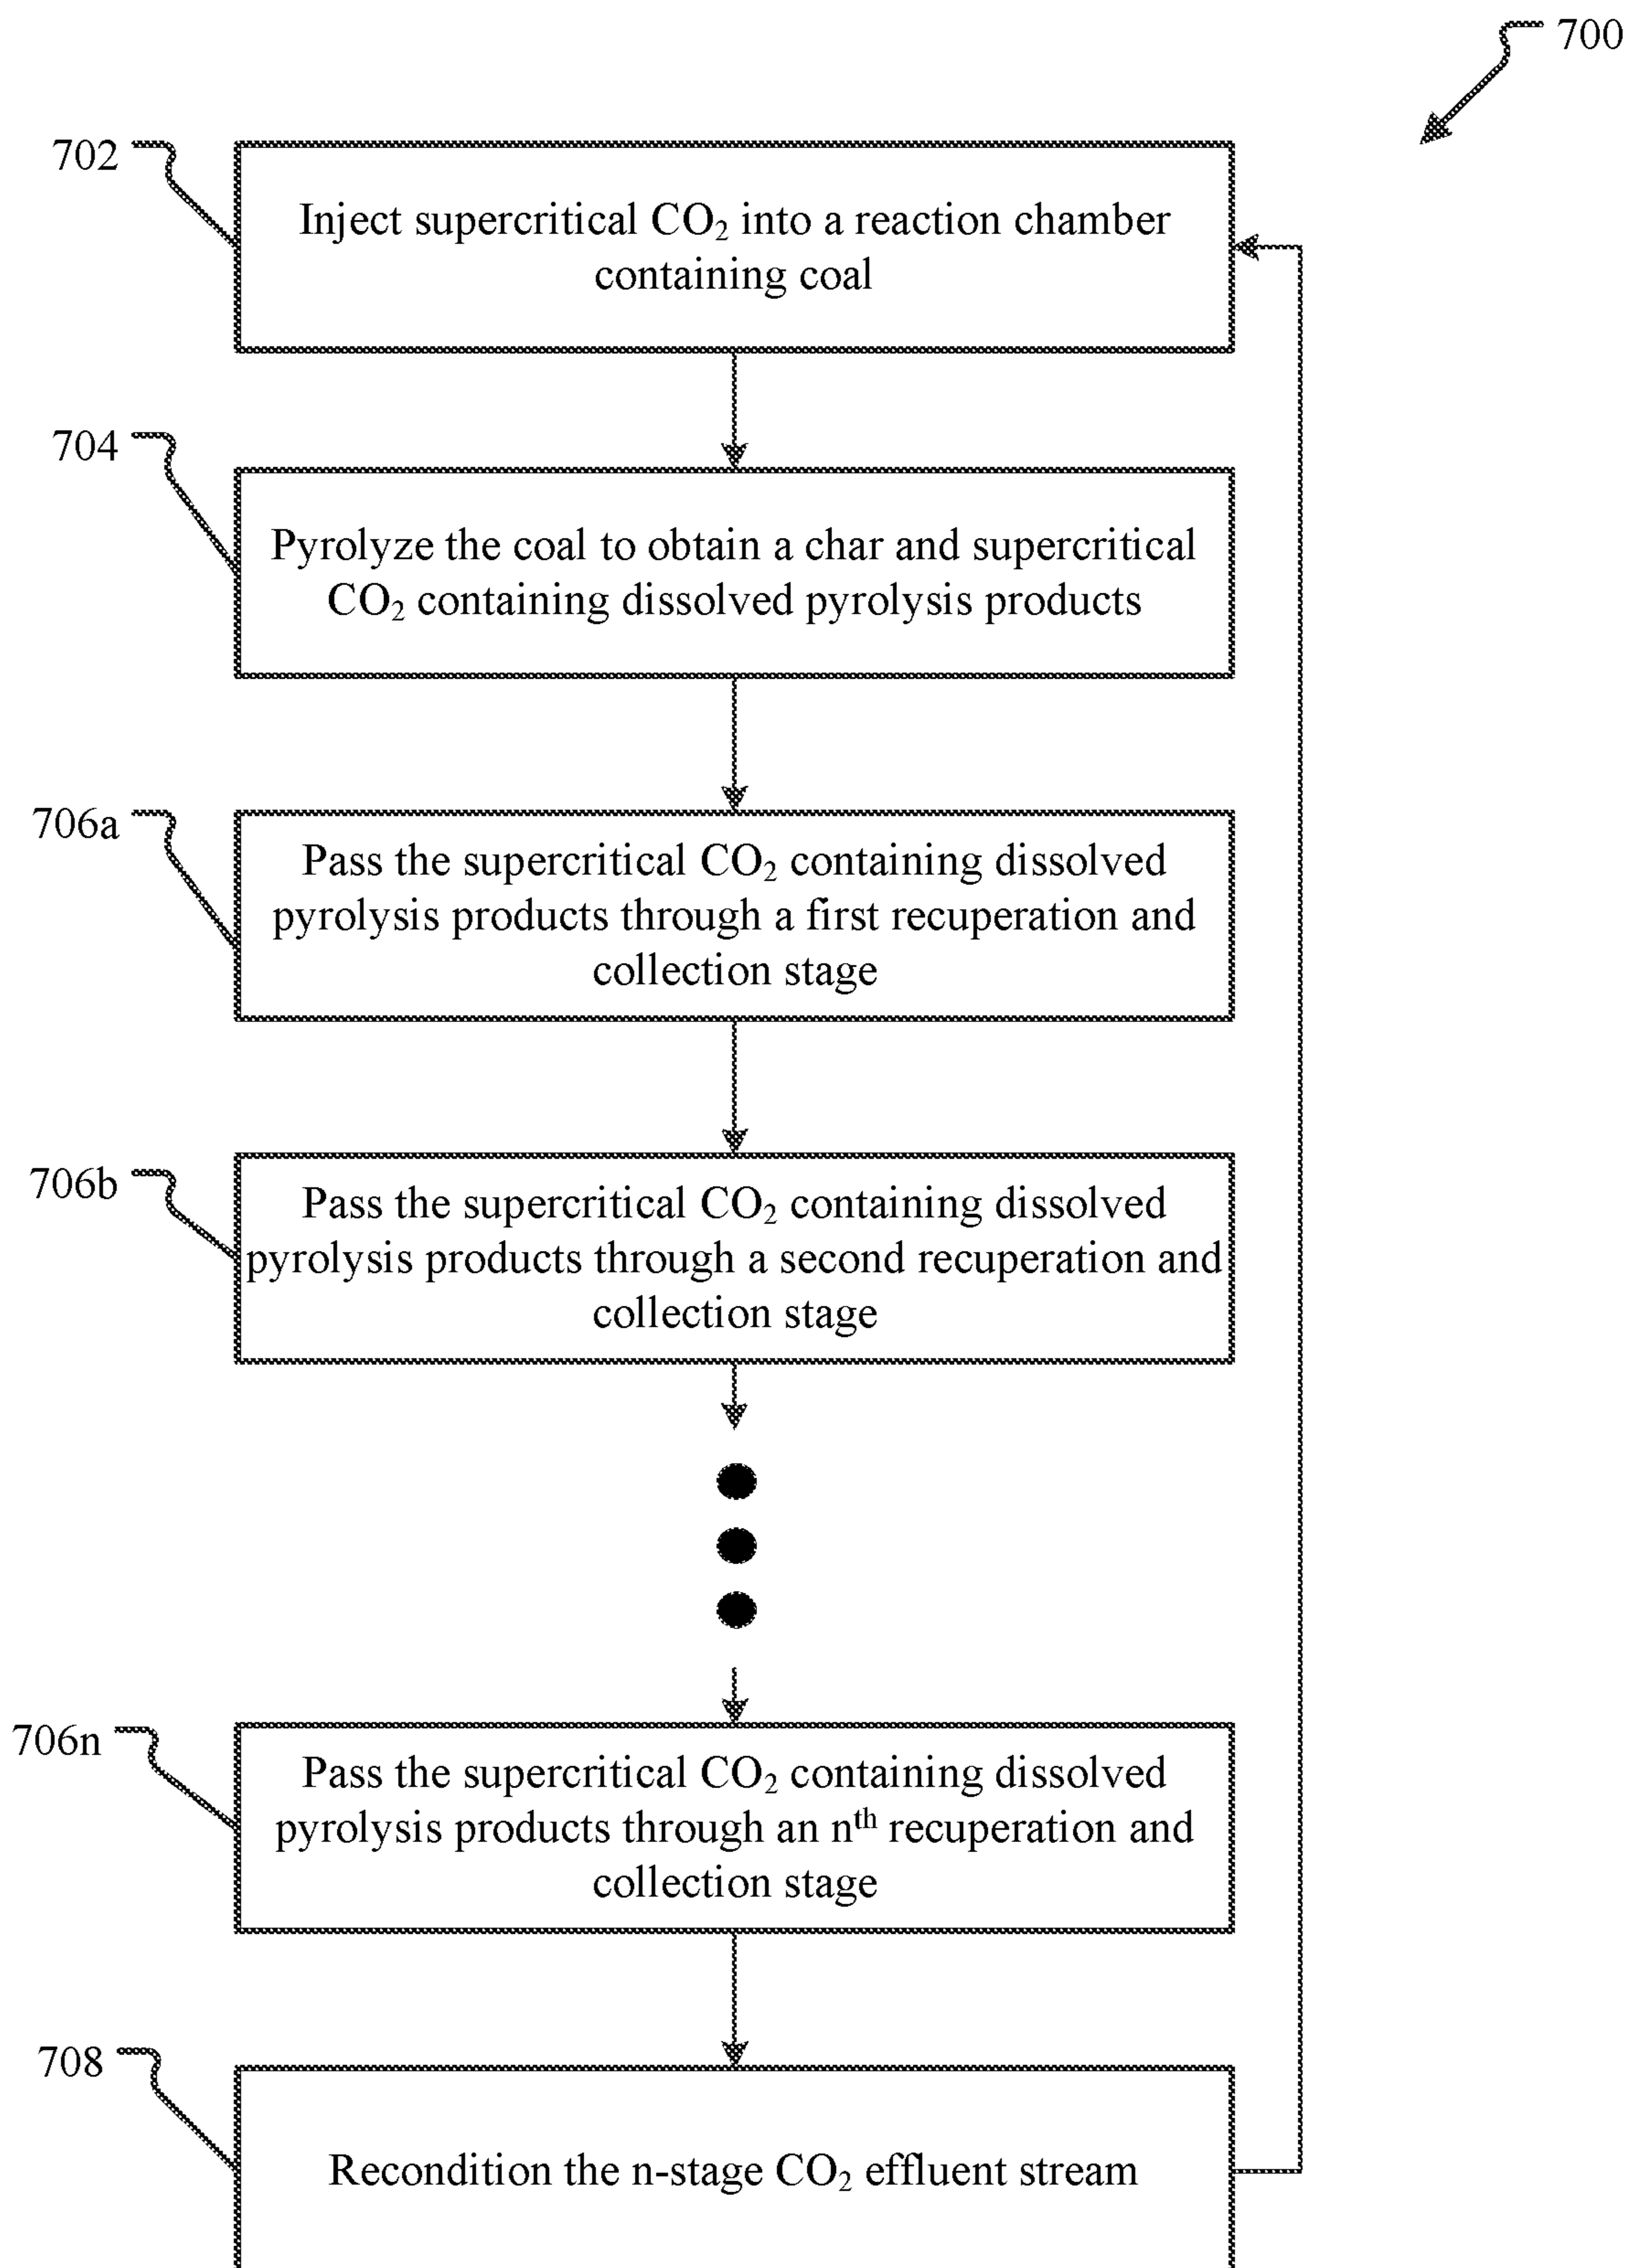 700
702
Inject supercritical CO₂ into a reaction chamber
containing coal
704
Pyrolyze the coal to obtain a char and supercritical
CO₂ containing dissolved pyrolysis products
706a
Pass the supercritical CO₂ containing dissolved
pyrolysis products through a first recuperation and
collection stage
706b
Pass the supercritical CO₂ containing dissolved
pyrolysis products through a second recuperation and
collection stage
706n
Pass the supercritical CO₂ containing dissolved
pyrolysis products through an nᵗʰ recuperation and
collection stage
708
Recondition the n-stage CO₂ effluent stream